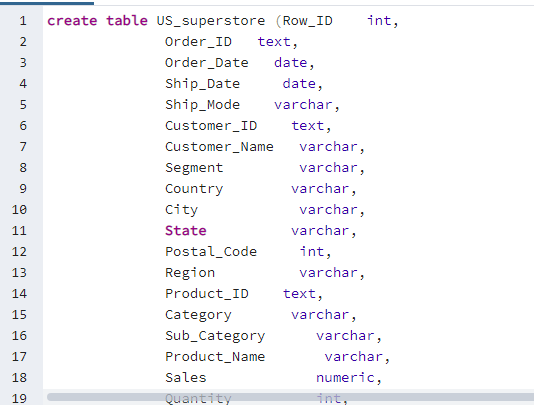 1 create table US_superstore (Row_ID int,
2 Order_ID text,
3 Order_Date date,
4 Ship_Date date,
5 Ship_Mode varchar,
6 Customer_ID text,
7 Customer_Name varchar,
8 Segment varchar,
9 Country varchar,
10 City varchar,
11 State varchar,
12 Postal_Code int,
13 Region varchar,
14 Product_ID text,
15 Category varchar,
16 Sub_Category varchar,
17 Product_Name varchar,
18 Sales numeric,
19 Quantity int,